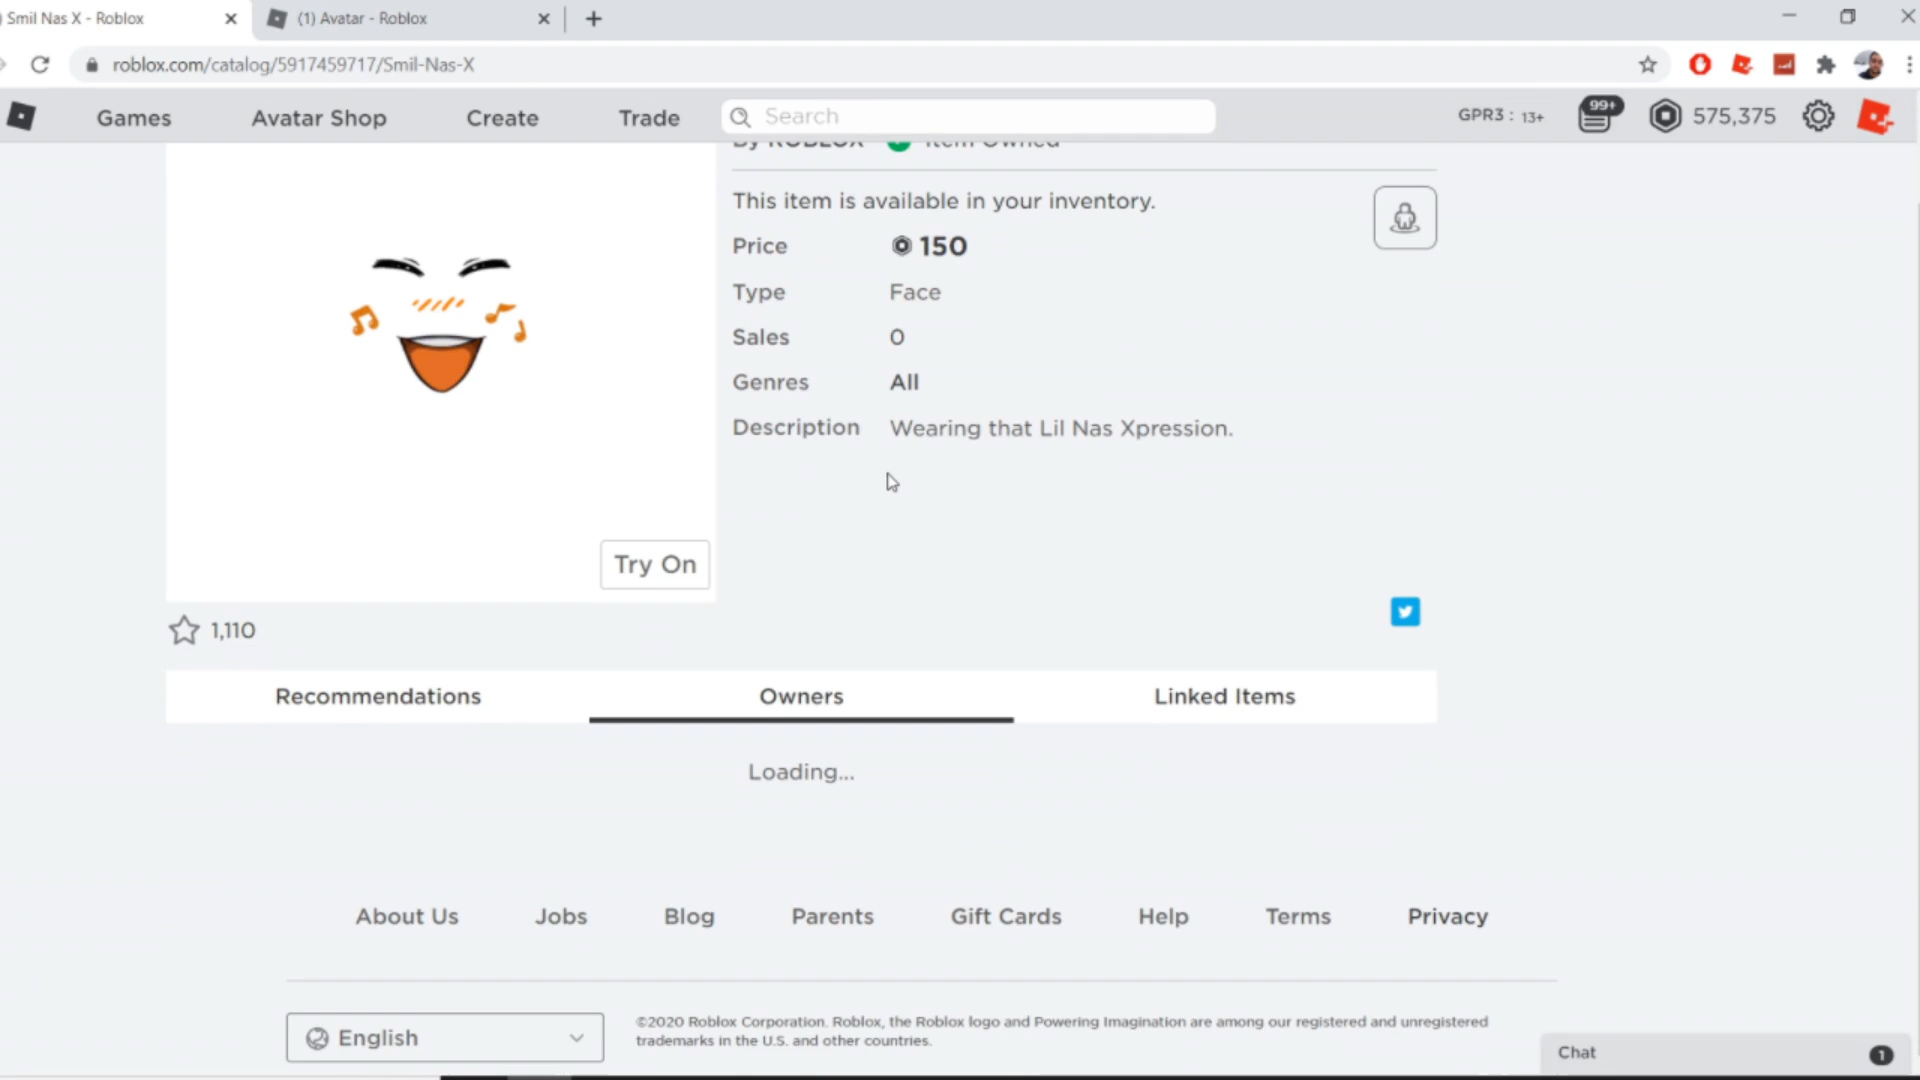 Smil Nas X - Roblox
(1) Avatar - Roblox
roblox.com/catalog/5917459717/Smil-Nas-X
Games Avatar Shop Create Trade Search GPR3 : 13+ 99+ 575,375
By ROBLOX Item Owned
This item is available in your inventory.
Price 150
Type Face
Sales 0
Genres All
Description Wearing that Lil Nas Xpression.
Try On
1,110
Recommendations Owners Linked Items
Loading...
About Us Jobs Blog Parents Gift Cards Help Terms Privacy
English
©2020 Roblox Corporation. Roblox, the Roblox logo and Powering Imagination are among our registered and unregistered
trademarks in the U.S. and other countries.
Chat 1